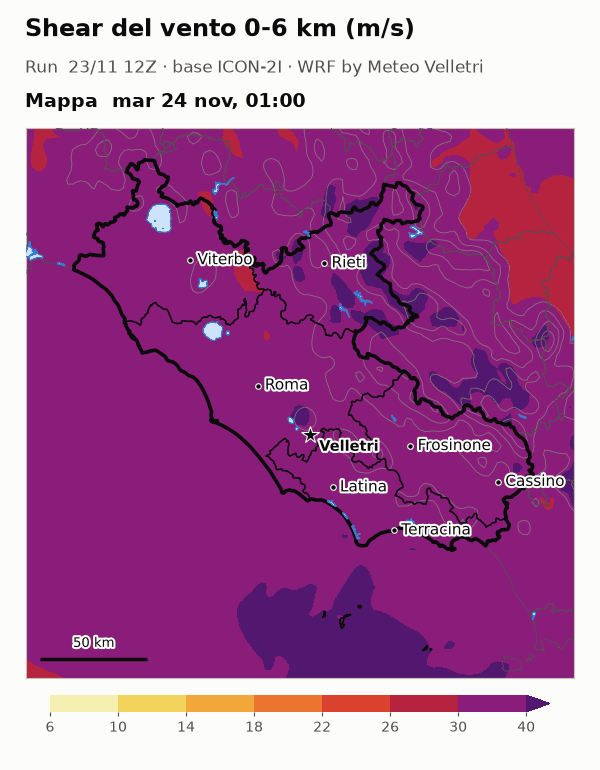 Shear del vento 0-6 km (m/s)
Run  23/11 12Z · base ICON-2I · WRF by Meteo Velletri
Mappa  mar 24 nov, 01:00
Viterbo
Rieti
Roma
Velletri
Frosinone
Latina
Cassino
Terracina
50 km
6 10 14 18 22 26 30 40